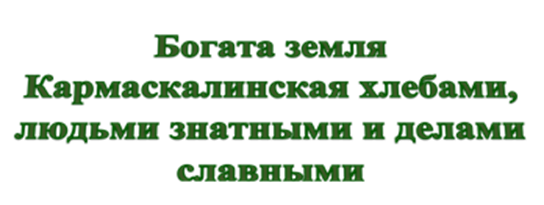 Богата земля
Кармаскалинская хлебами,
людьми знатными и делами
славными